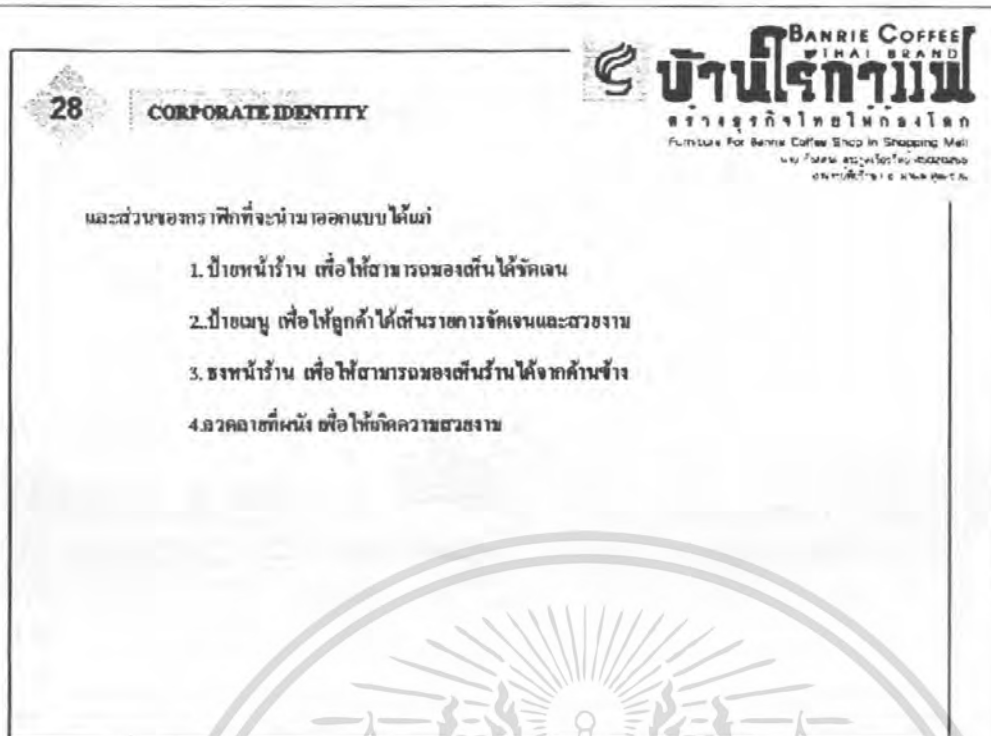 BANRIE COFFEE
THAI BRAND
บ้านไร่กาแฟ
สร้างธุรกิจไทยให้ก้องโลก
Furniture For Banrie Coffee Shop in Shopping Mall
28
CORPORATE IDENTITY
และส่วนของกราฟิกที่จะนำมาออกแบบได้แก่
1. ป้ายหน้าร้าน เพื่อให้สามารถมองเห็นได้ชัดเจน
2..ป้ายเมนู เพื่อให้ลูกค้าได้เห็นรายการชัดเจนและสวยงาม
3. ธงหน้าร้าน เพื่อให้สามารถมองเห็นร้านได้จากด้านข้าง
4.ลวดลายที่ผนัง เพื่อให้เกิดความสวยงาม